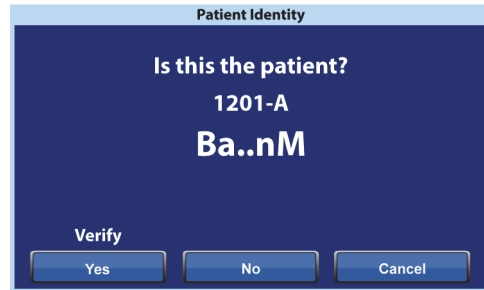 Patient Identity
Is this the patient?
1201-A
Ba..nM
Verify
Yes No Cancel